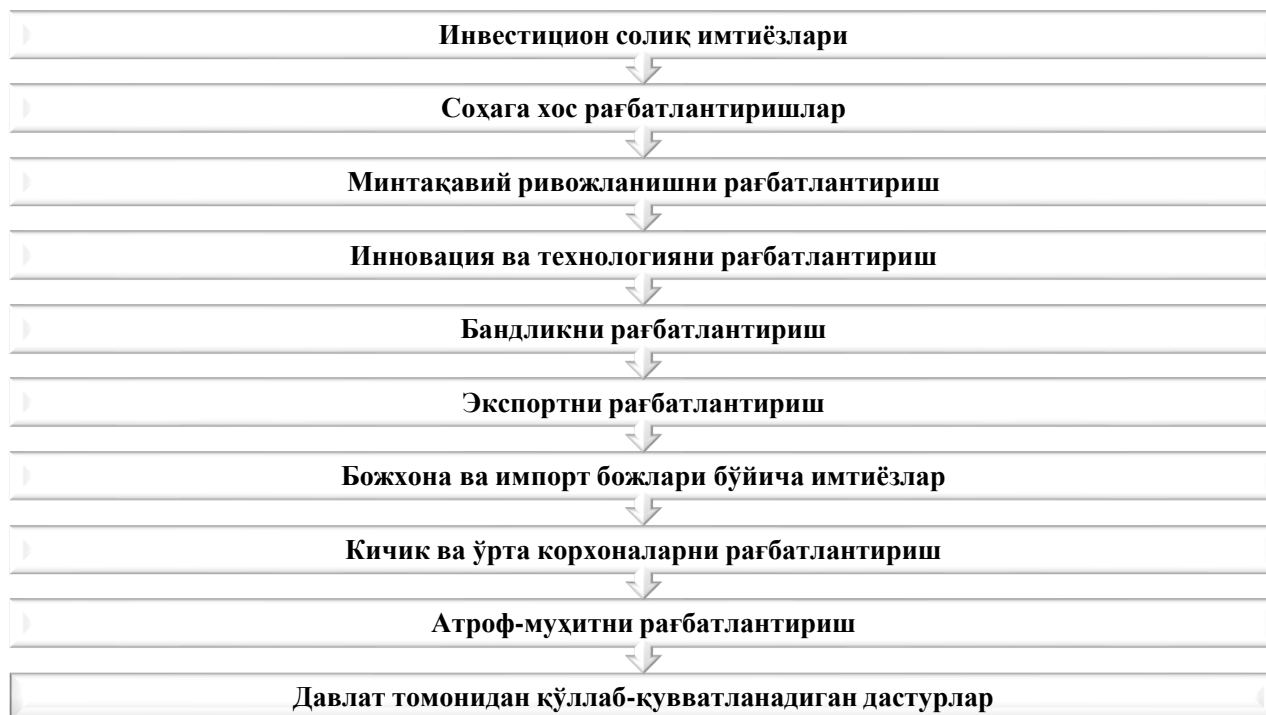 Инвестицион солиқ имтиёзлари
Соҳага хос рағбатлантиришлар
Минтақавий ривожланишни рағбатлантириш
Инновация ва технологияни рағбатлантириш
Бандликни рағбатлантириш
Экспортни рағбатлантириш
Божхона ва импорт божлари бўйича имтиёзлар
Кичик ва ўрта корхоналарни рағбатлантириш
Атроф-муҳитни рағбатлантириш
Давлат томонидан қўллаб-қувватланадиган дастурлар